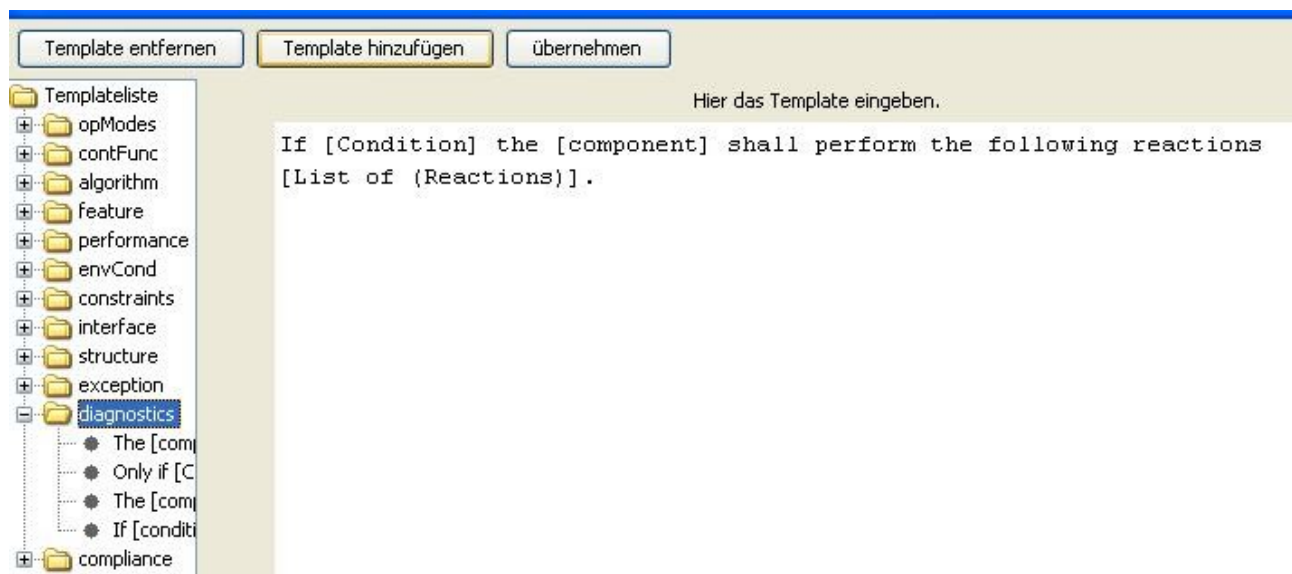 Template entfernen Template hinzufügen übernehmen
Templateliste
opModes
contFunc
algorithm
feature
performance
envCond
constraints
interface
structure
exception
diagnostics
The [comp
Only if [C
The [comp
If [conditi
compliance
Hier das Template eingeben.
If [Condition] the [component] shall perform the following reactions
[List of (Reactions)].